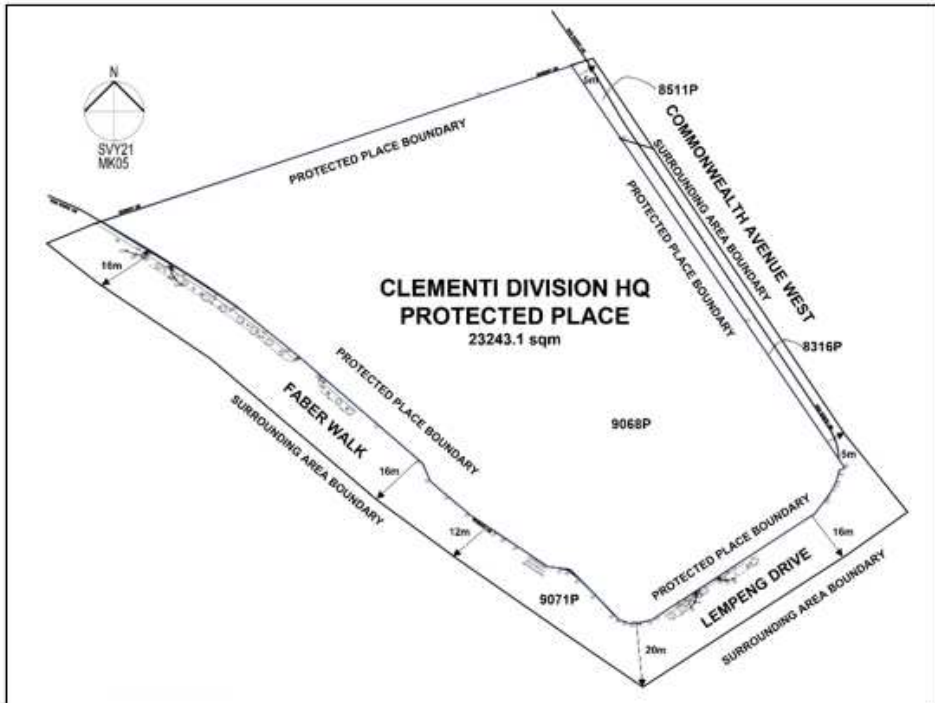 N
SVY21
MK05
5m
8511P
COMMONWEALTH AVENUE WEST
SURROUNDING AREA BOUNDARY
PROTECTED PLACE BOUNDARY
PROTECTED PLACE BOUNDARY
16m
CLEMENTI DIVISION HQ
PROTECTED PLACE
23243.1 sqm
8316P
PROTECTED PLACE BOUNDARY
FABER WALK
SURROUNDING AREA BOUNDARY
9068P
16m
5m
12m
PROTECTED PLACE BOUNDARY
16m
LEMPENG DRIVE
9071P
SURROUNDING AREA BOUNDARY
20m